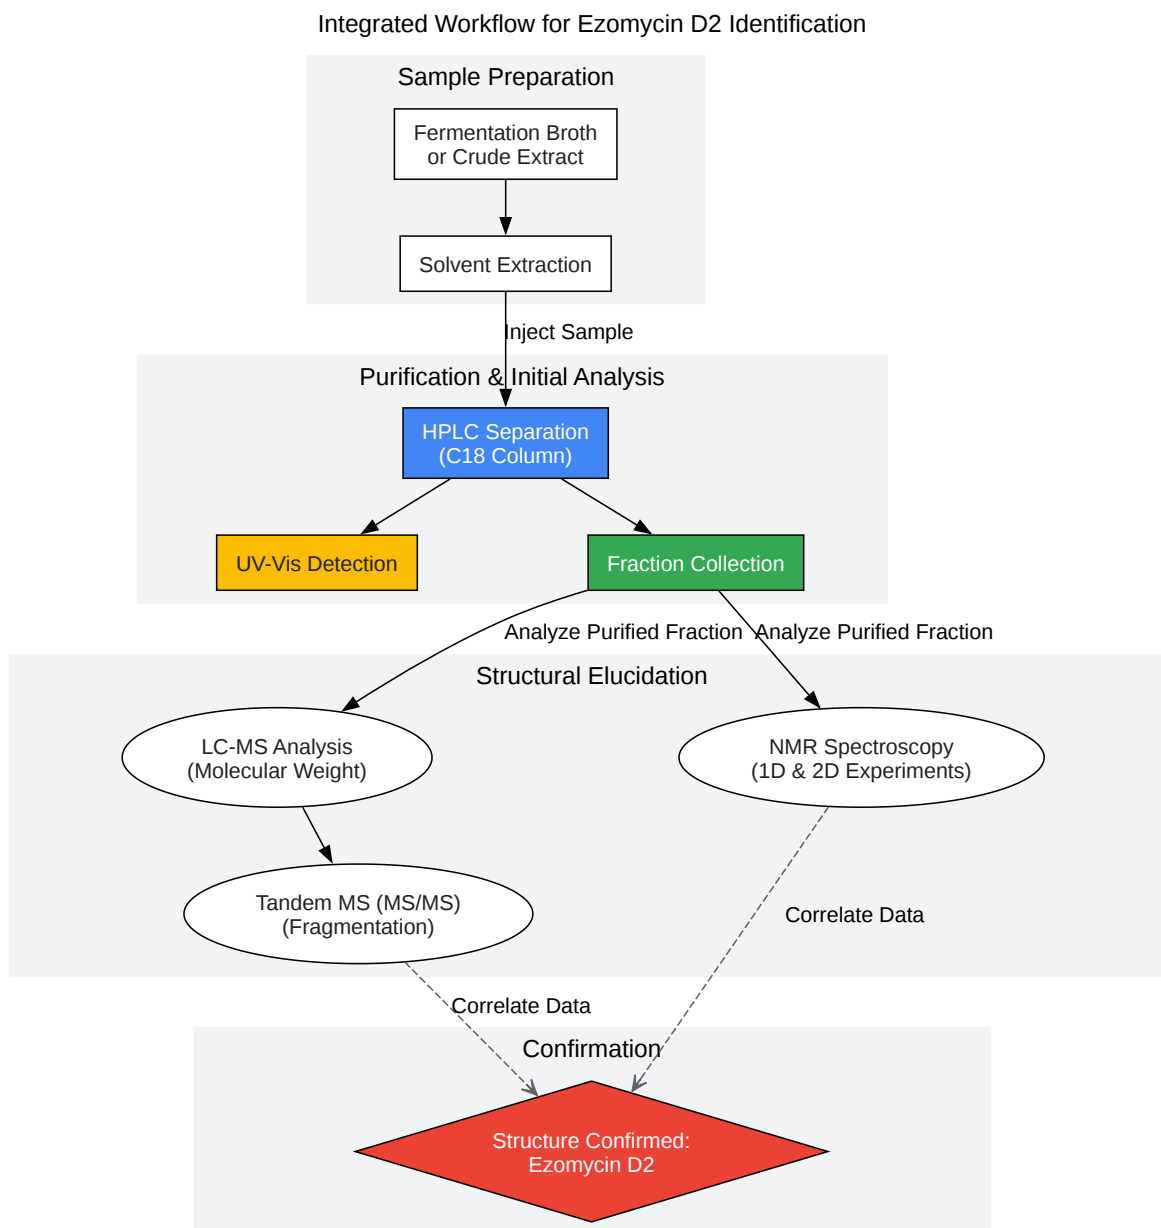 Integrated Workflow for Ezomycin D2 Identification
Sample Preparation
Fermentation Broth
or Crude Extract
Solvent Extraction
Inject Sample
Purification & Initial Analysis
HPLC Separation
(C18 Column)
UV-Vis Detection
Fraction Collection
Analyze Purified Fraction
Analyze Purified Fraction
Structural Elucidation
LC-MS Analysis
(Molecular Weight)
NMR Spectroscopy
(1D & 2D Experiments)
Tandem MS (MS/MS)
(Fragmentation)
Correlate Data
Correlate Data
Confirmation
Structure Confirmed:
Ezomycin D2